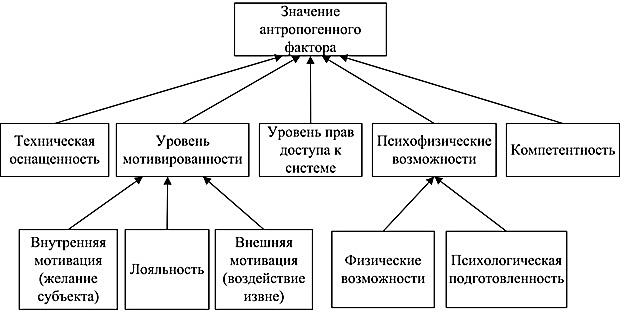 Значение
антропогенного
фактора
Техническая
оснащенность
Уровень
мотивированности
Уровень прав
доступа к
системе
Психофизические
возможности
Компетентность
Внутренняя
мотивация
(желание
субъекта)
Лояльность
Внешняя
мотивация
(воздействие
извне)
Физические
возможности
Психологическая
подготовленность